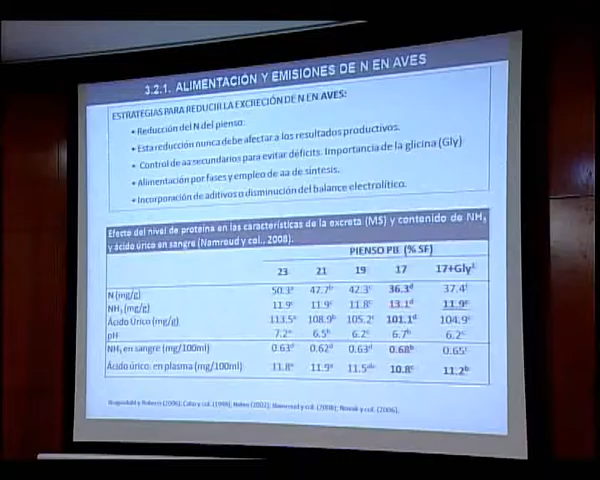 3.2.1. ALIMENTACIÓN Y EMISIONES DE N EN AVES
ESTRATEGIAS PARA REDUCIR LA EXCRECIÓN DE N EN AVES:
• Reducción del N del pienso.
• Esta reducción nunca debe afectar a los resultados productivos.
• Control de aa secundarios para evitar déficits. Importancia de la glicina (Gly)
• Alimentación por fases y empleo de aa de síntesis.
• Incorporación de aditivos o disminución del balance electrolítico.
Efecto del nivel de proteína en las características de la excreta (MS) y contenido de NH₃
y ácido úrico en sangre (Namroud y col., 2008).
PIENSO PB (% SF)
23 21 19 17 17+Gly
N (mg/g) 50.3 47.7 42.3 36.3 37.4
NH₃ (mg/g) 11.9 11.9 11.8 13.1 11.9
Ácido Úrico (mg/g) 113.5 108.9 105.2 101.1 104.9
pH 7.2 6.5 6.2 6.7 6.2
NH₃ en sangre (mg/100ml) 0.63 0.62 0.63 0.68 0.65
Ácido úrico en plasma (mg/100ml) 11.8 11.9 11.5 10.8 11.2
(2006); (2002); Namroud y col. (2008); Novak y col. (2006).